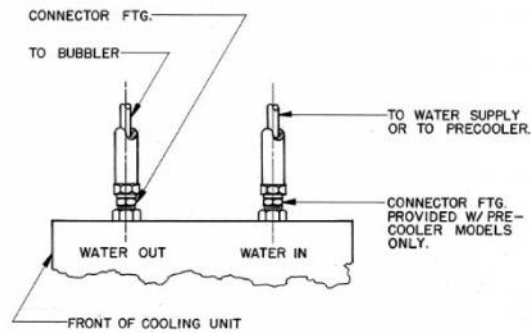 CONNECTOR FTG.
TO BUBBLER
TO WATER SUPPLY
OR TO PRECOOLER.
CONNECTOR FTG.
PROVIDED W/ PRE-
COOLER MODELS
ONLY.
WATER OUT
WATER IN
FRONT OF COOLING UNIT